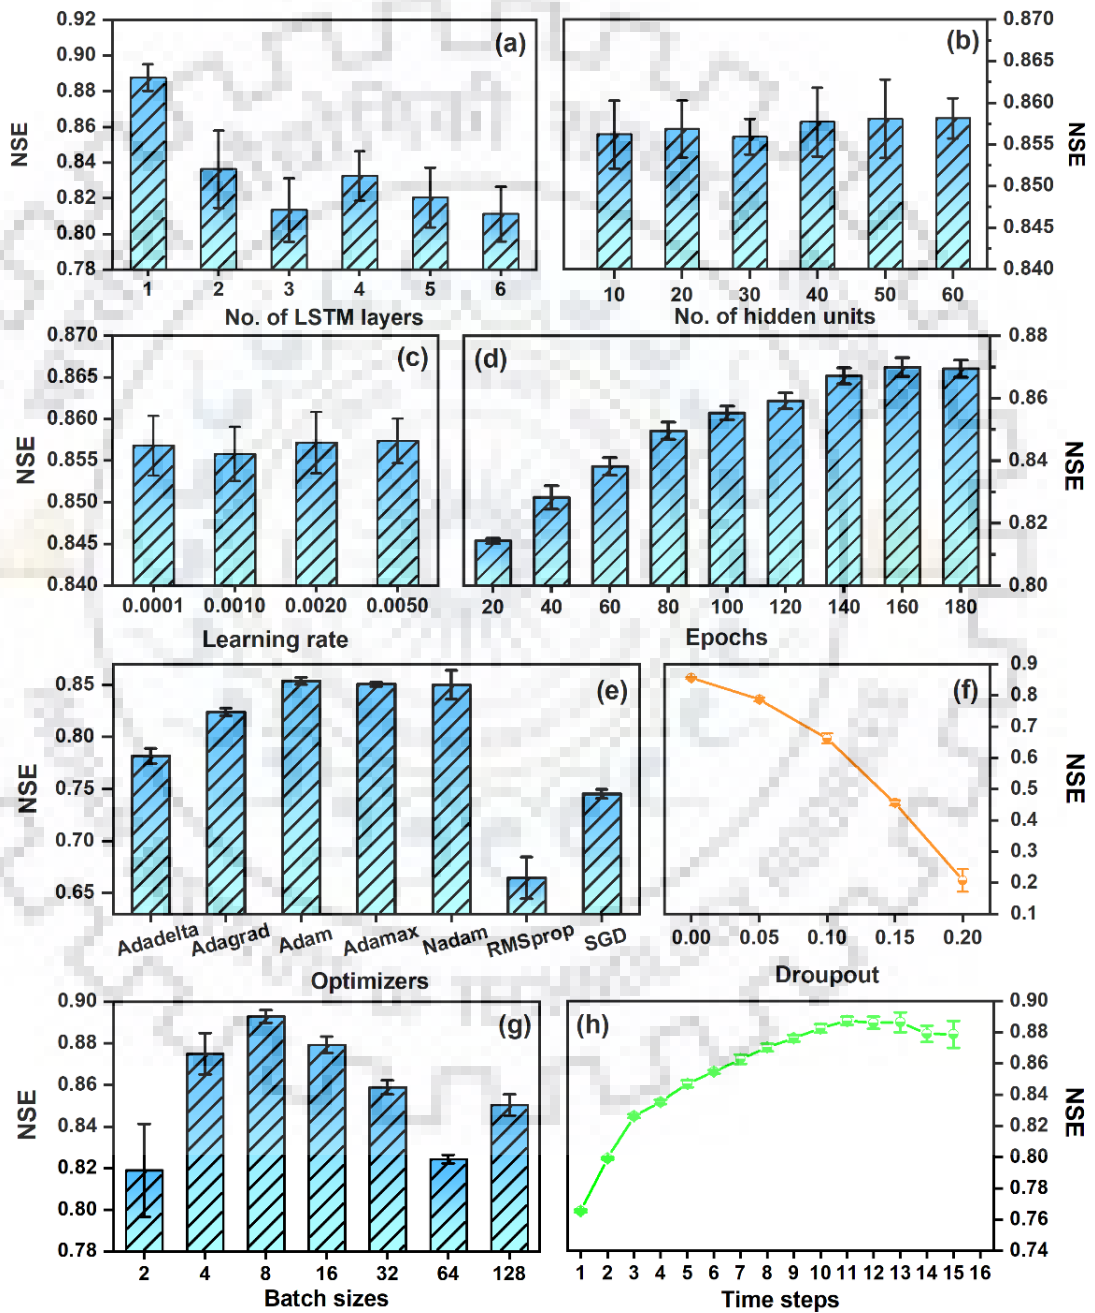 (a)
NSE
0.92
0.90
0.88
0.86
0.84
0.82
0.80
0.78
1 2 3 4 5 6
No. of LSTM layers
(b)
0.870
0.865
0.860
0.855
0.850
0.845
0.840
NSE
10 20 30 40 50 60
No. of hidden units
(c)
NSE
0.870
0.865
0.860
0.855
0.850
0.845
0.840
0.0001 0.0010 0.0020 0.0050
Learning rate
(d)
0.88
0.86
0.84
0.82
0.80
NSE
20 40 60 80 100 120 140 160 180
Epochs
(e)
NSE
0.85
0.80
0.75
0.70
0.65
Adadelta Adagrad Adam Adamax Nadam RMSprop SGD
Optimizers
(f)
0.9
0.8
0.7
0.6
0.5
0.4
0.3
0.2
0.1
NSE
0.00 0.05 0.10 0.15 0.20
Droupout
(g)
NSE
0.90
0.88
0.86
0.84
0.82
0.80
0.78
2 4 8 16 32 64 128
Batch sizes
(h)
0.90
0.88
0.86
0.84
0.82
0.80
0.78
0.76
0.74
NSE
1 2 3 4 5 6 7 8 9 10 11 12 13 14 15 16
Time steps